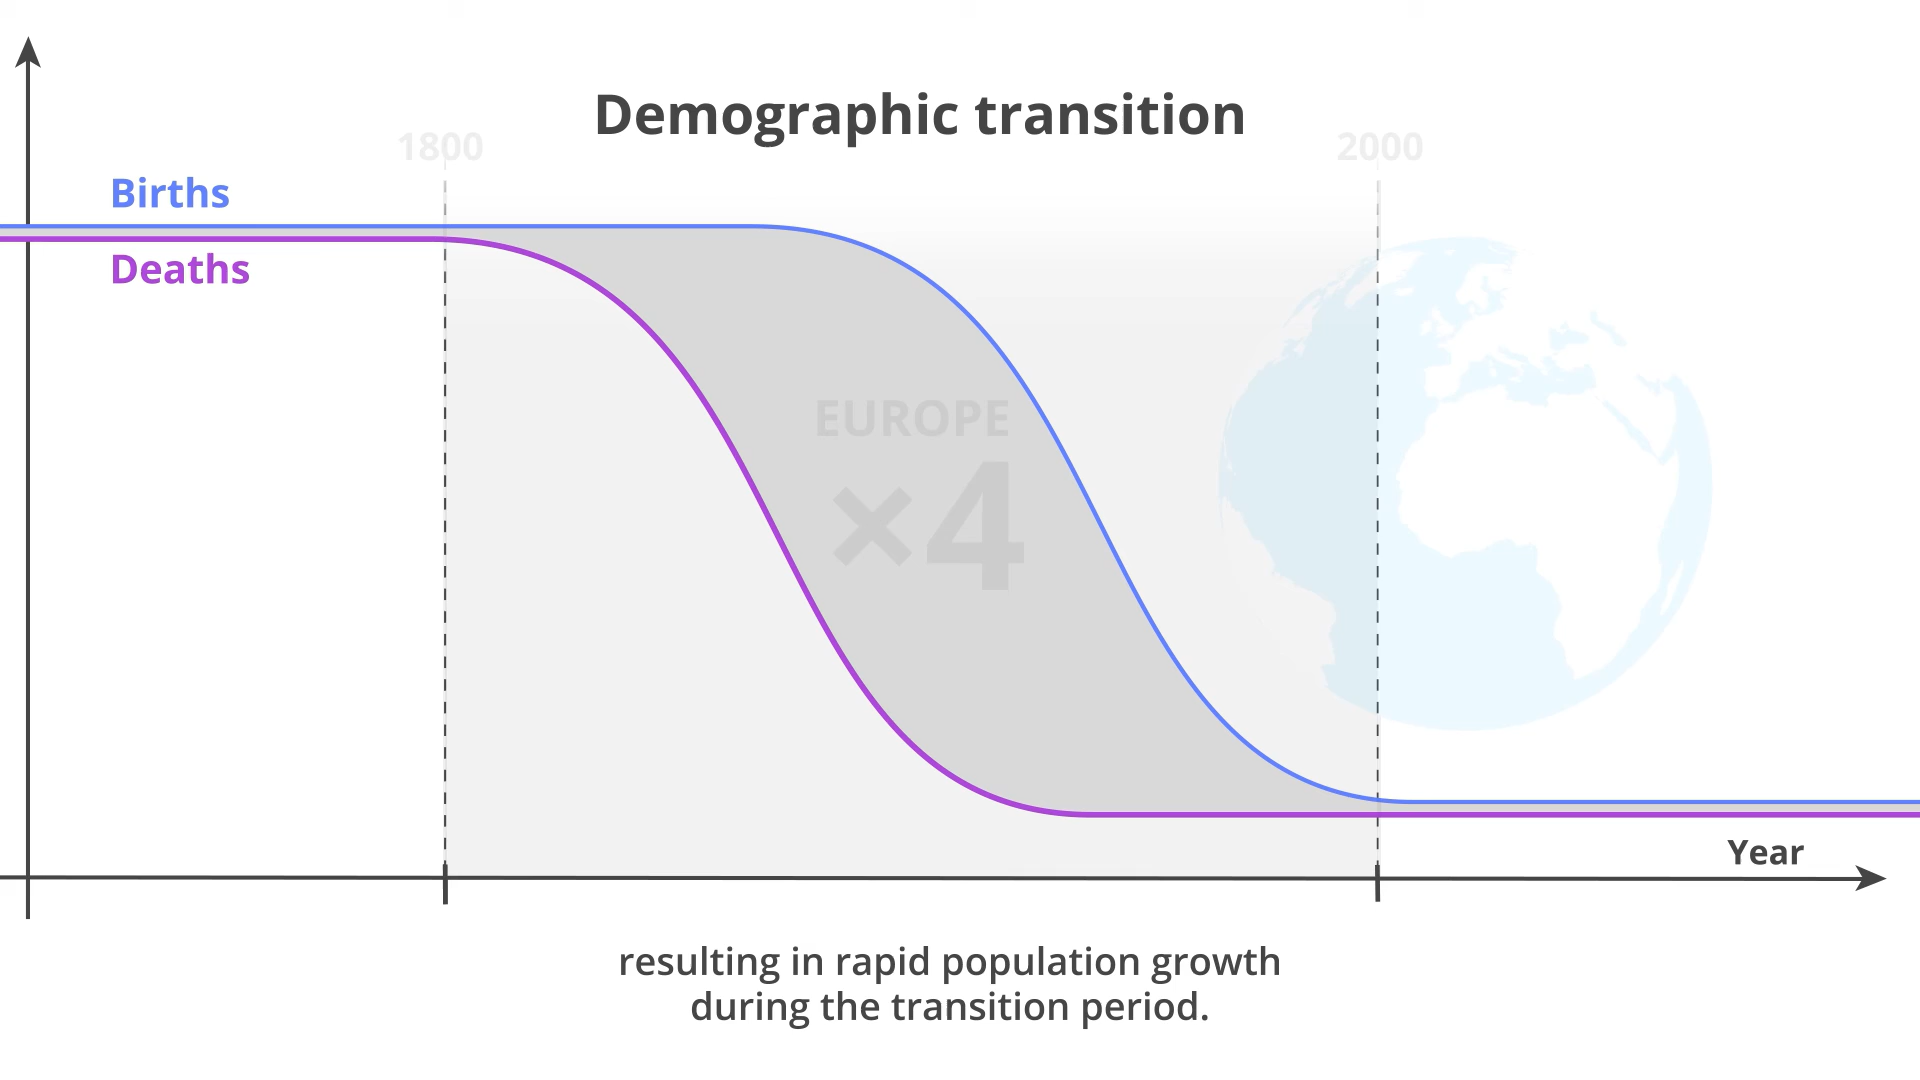 Demographic transition
1800
2000
Births
Deaths
EUROPE
×4
Year
resulting in rapid population growth
during the transition period.